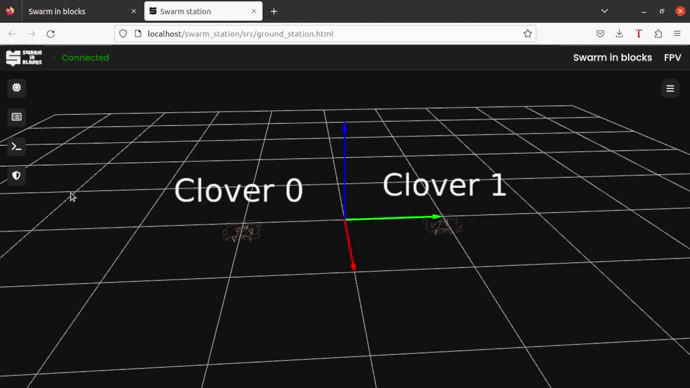 Swarm in blocks
Swarm station
localhost/swarm_station/src/ground_station.html
SWARM
IN
BLOCKS
Connected
Swarm in blocks
FPV
Clover 0
Clover 1